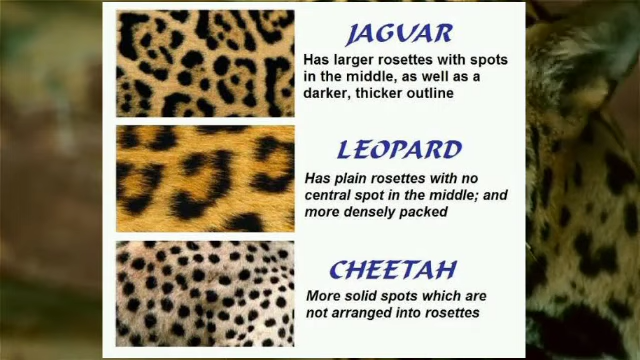 JAGUAR
Has larger rosettes with spots
in the middle, as well as a
darker, thicker outline
LEOPARD
Has plain rosettes with no
central spot in the middle; and
more densely packed
CHEETAH
More solid spots which are
not arranged into rosettes